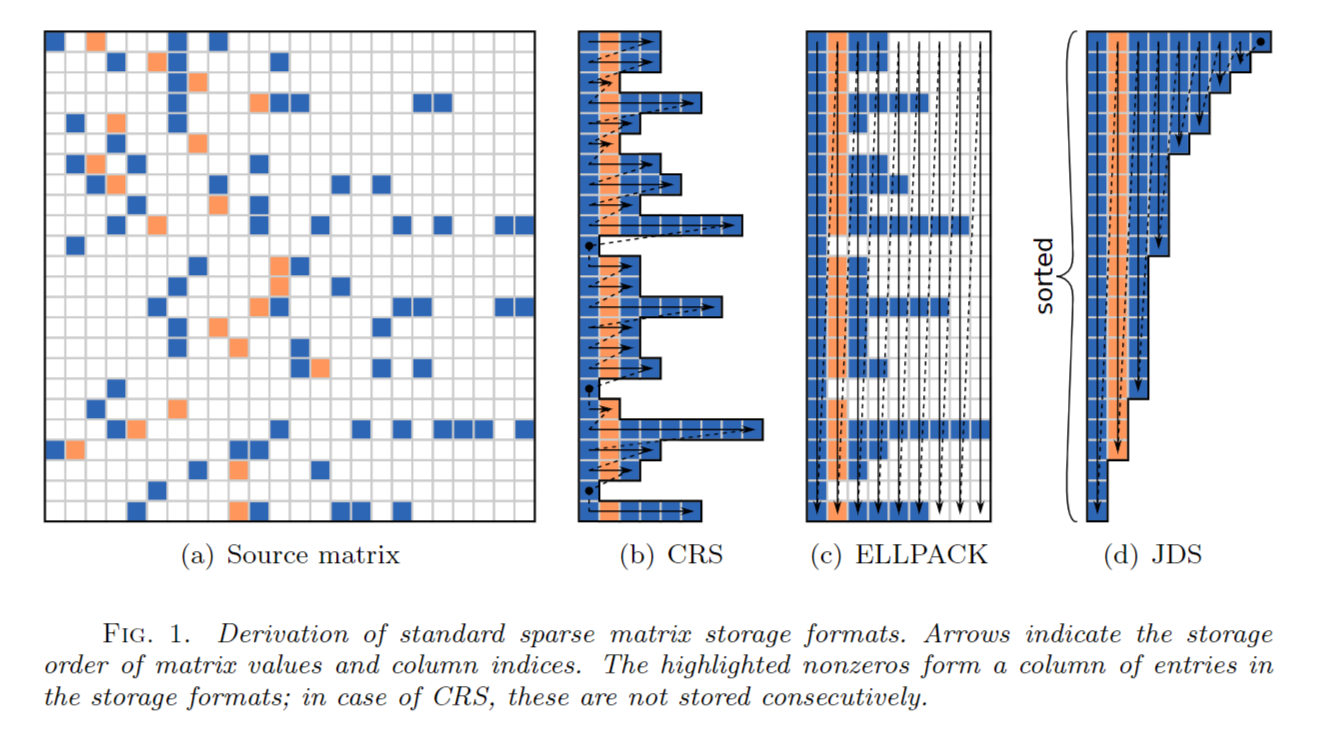 sorted
(a) Source matrix
(b) CRS
(c) ELLPACK
(d) JDS
FIG. 1. Derivation of standard sparse matrix storage formats. Arrows indicate the storage
order of matrix values and column indices. The highlighted nonzeros form a column of entries in
the storage formats; in case of CRS, these are not stored consecutively.